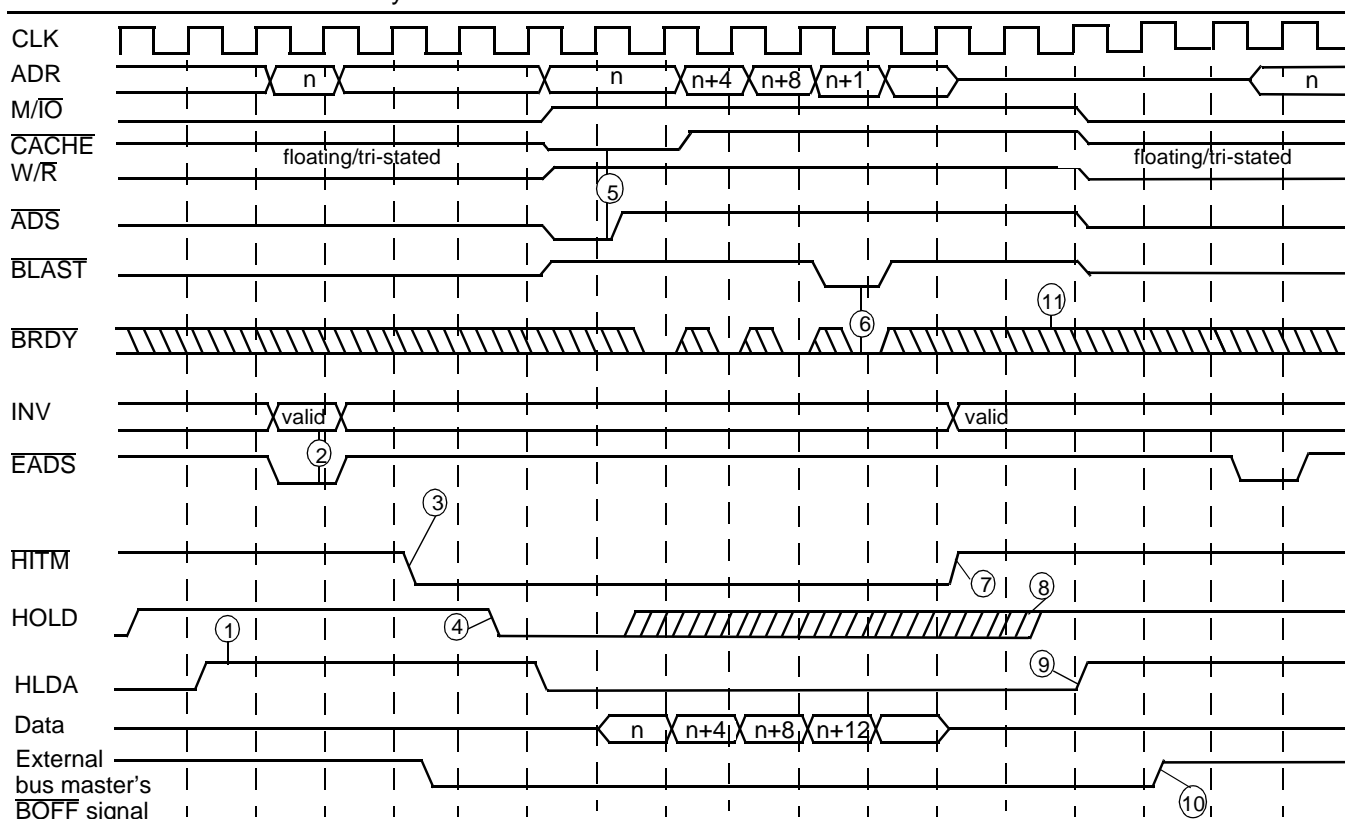 CLK
ADR n n n+4 n+8 n+1 n
M/IO
CACHE
floating/tri-stated floating/tri-stated
W/R
5
ADS
BLAST
11
6
BRDY
INV valid valid
2
EADS
3
HITM
7
8
HOLD
1 4
9
HLDA
Data n n+4 n+8 n+12
External
bus master's
10
BOFF signal